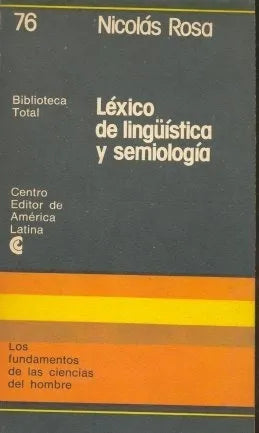 76
Nicolás Rosa
Biblioteca
Total
Léxico
de lingüística
y semiología
Centro
Editor de
América
Latina
Los
fundamentos
de las ciencias
del hombre